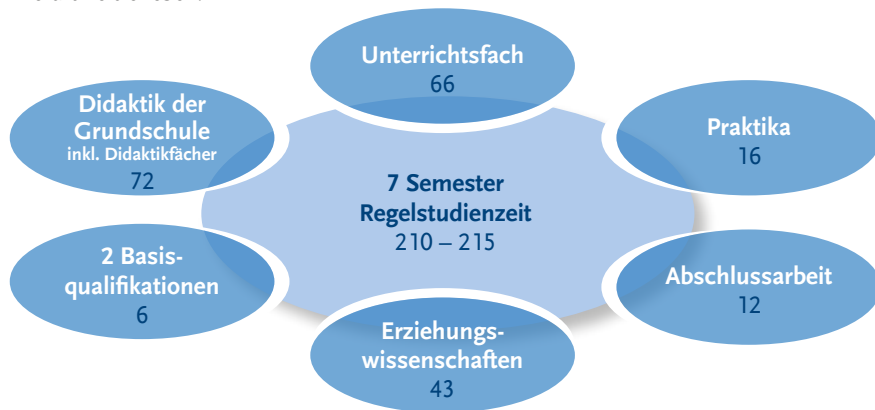 Unterrichtsfach
66
Didaktik der
Grundschule
inkl. Didaktikfächer
72
Praktika
16
7 Semester
Regelstudienzeit
210 – 215
2 Basis-
qualifikationen
6
Abschlussarbeit
12
Erziehungs-
wissenschaften
43